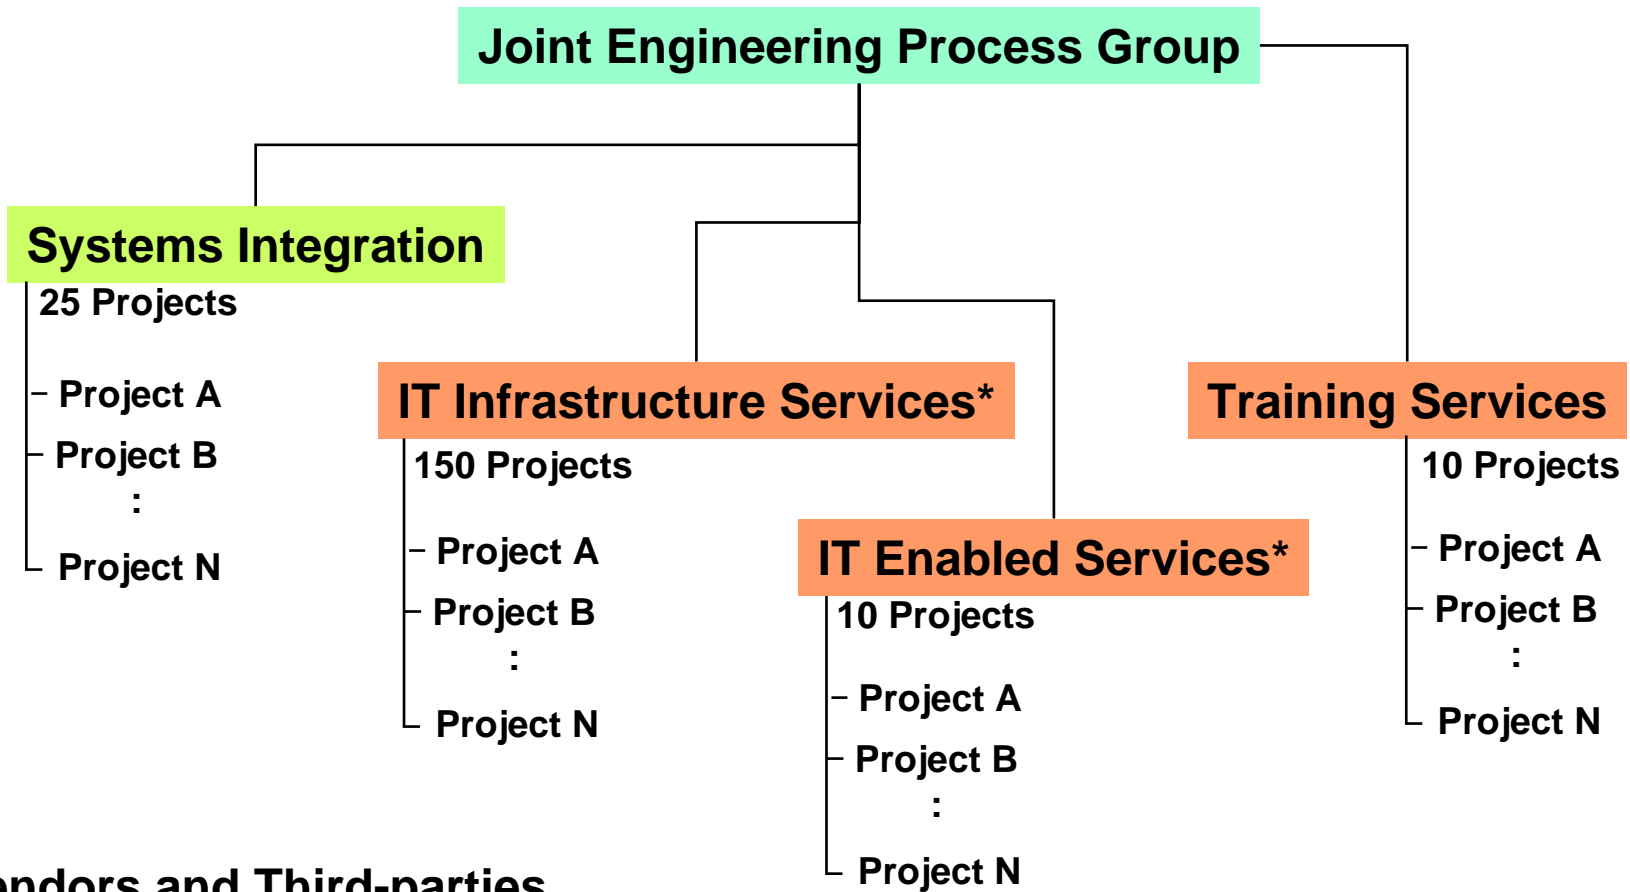 Joint Engineering Process Group
Systems Integration
25 Projects
Project A
Project B
:
Project N
IT Infrastructure Services*
150 Projects
Project A
Project B
:
Project N
IT Enabled Services*
10 Projects
Project A
Project B
:
Project N
Training Services
10 Projects
Project A
Project B
:
Project N
and Third-parties